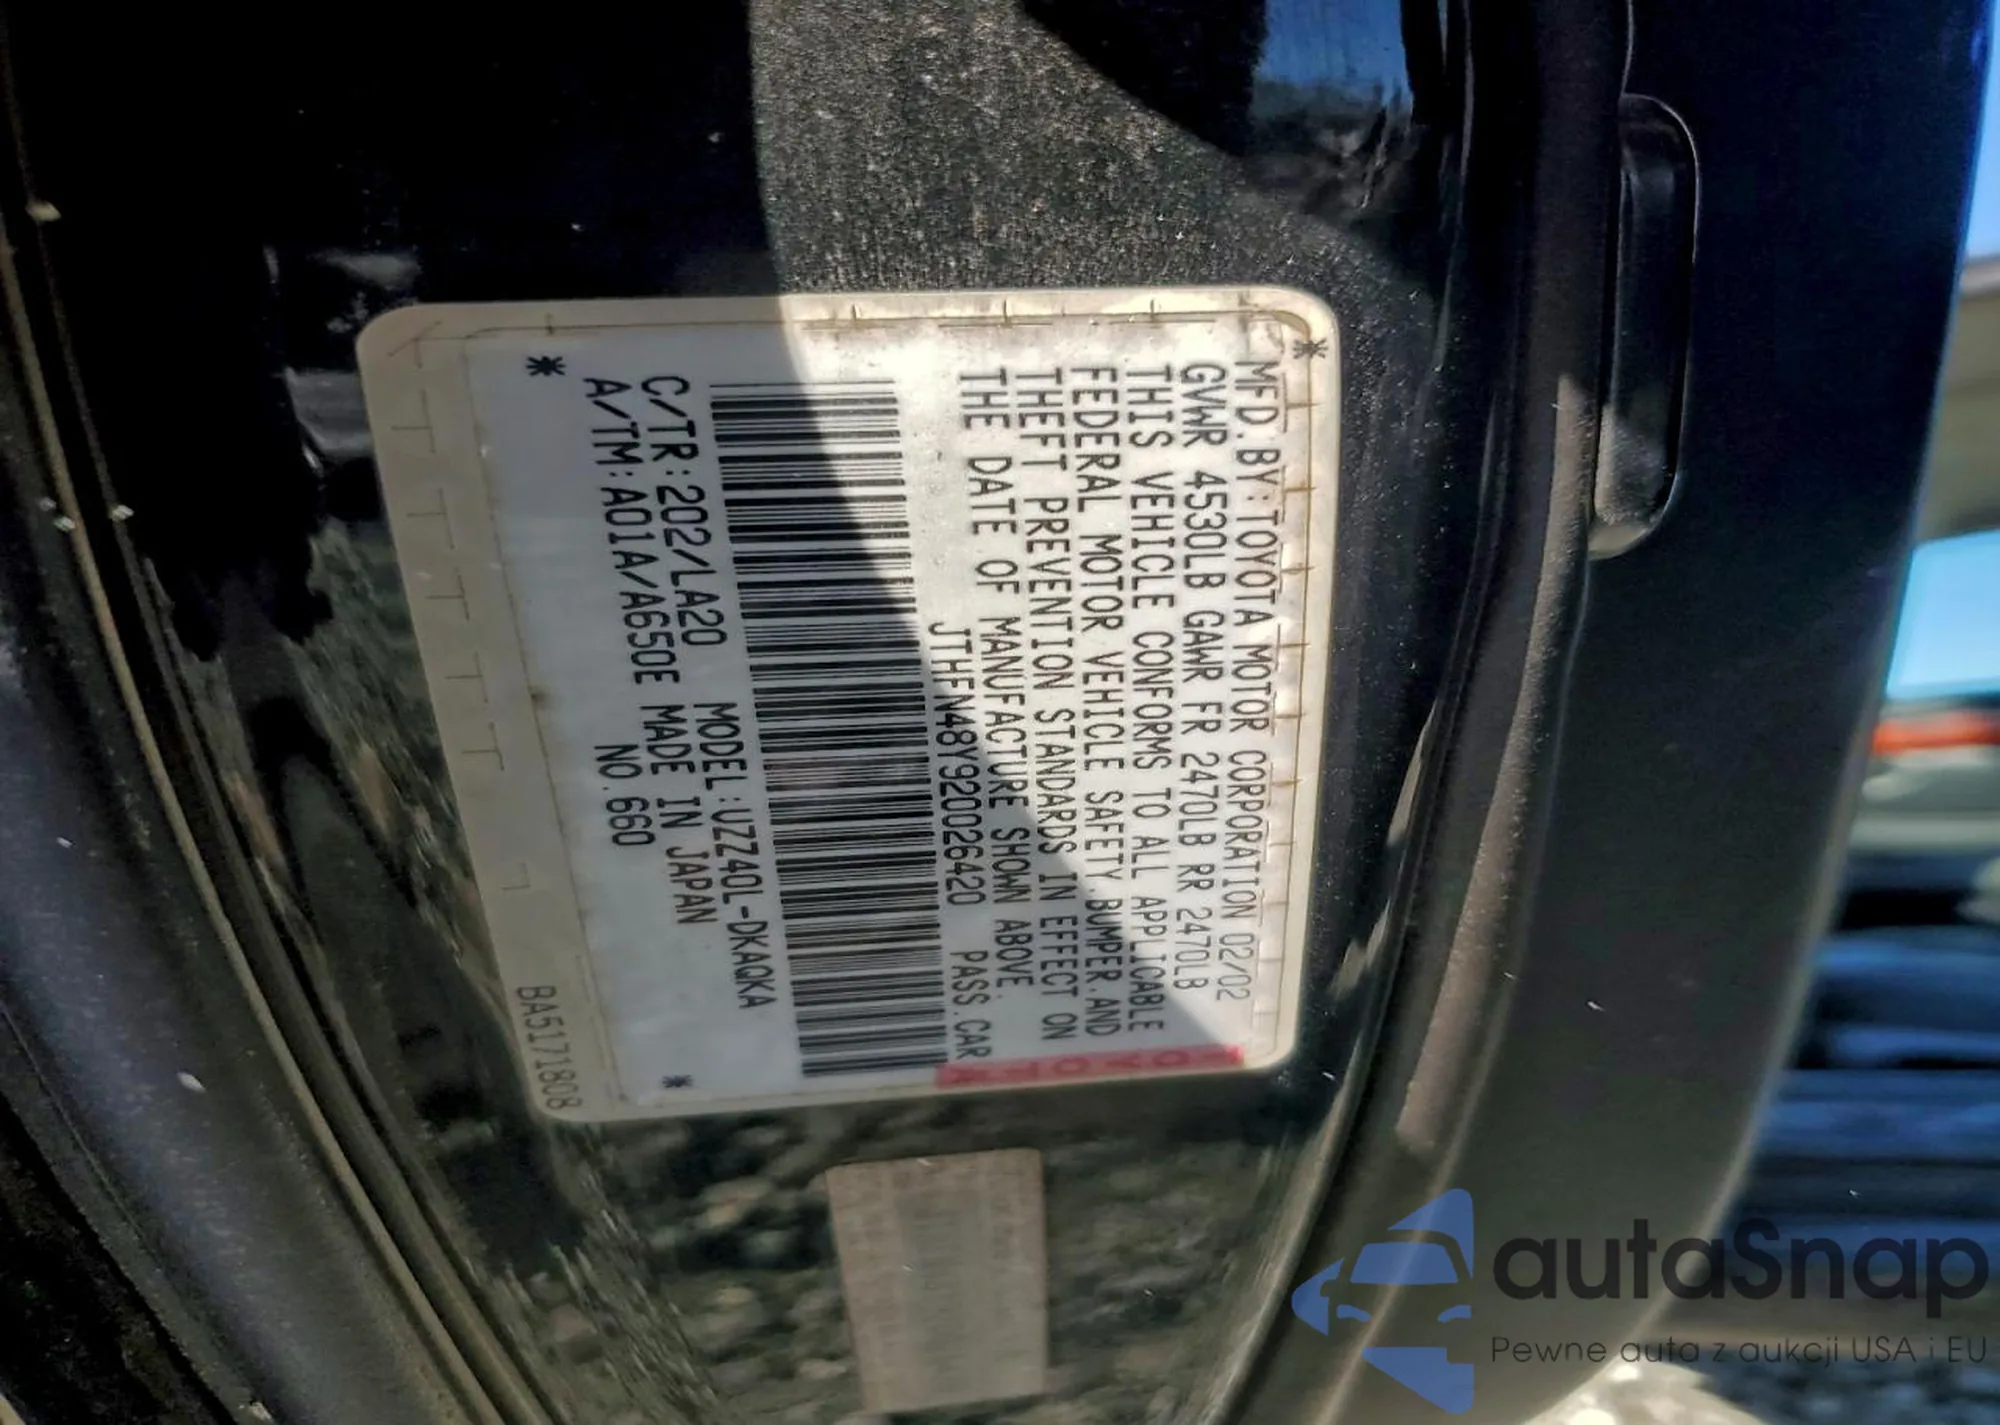 MFD.BY:TOYOTA MOTOR CORPORATION 02/02
GVWR 4530LB GAWR FR 2470LB RR 2470LB
THIS VEHICLE CONFORMS TO ALL APPLICABLE
FEDERAL MOTOR VEHICLE SAFETY BUMPER,AND
THEFT PREVENTION STANDARDS IN EFFECT ON
THE DATE OF MANUFACTURE SHOWN ABOVE.
JTHFN48Y920026420 PASS.CAR
C/TR:202/LA20 MODEL:UZZ40L-DKAQKA
A/TM:A01A/A650E MADE IN JAPAN
NO.660
BA5171808
TOYOTA
autaSnap
Pewne auta z aukcji USA i EU